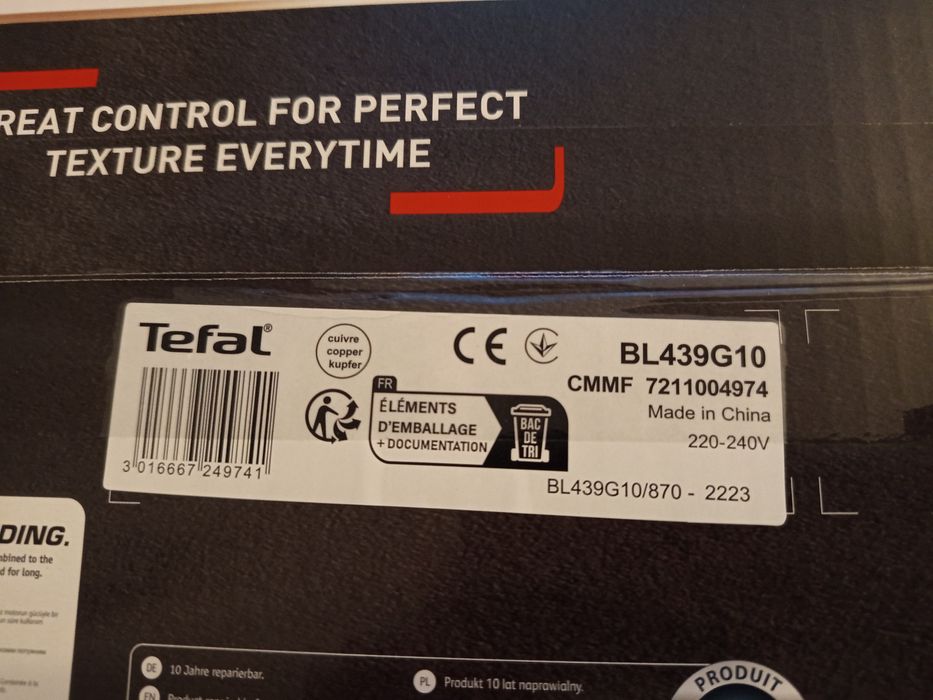 REAT CONTROL FOR PERFECT
TEXTURE EVERYTIME
Tefal®
cuivre
copper
kupfer
CE
BL439G10
CMMF 7211004974
Made in China
220-240V
FR
ÉLÉMENTS
D'EMBALLAGE
+ DOCUMENTATION
BAC
DE
TRI
3 016667 249741
BL439G10/870 - 2223
DING.
bined to the
d for long.
DE 10 Jahre reparierbar.
EN
PL Produkt 10 lat naprawialny.
PRODUIT